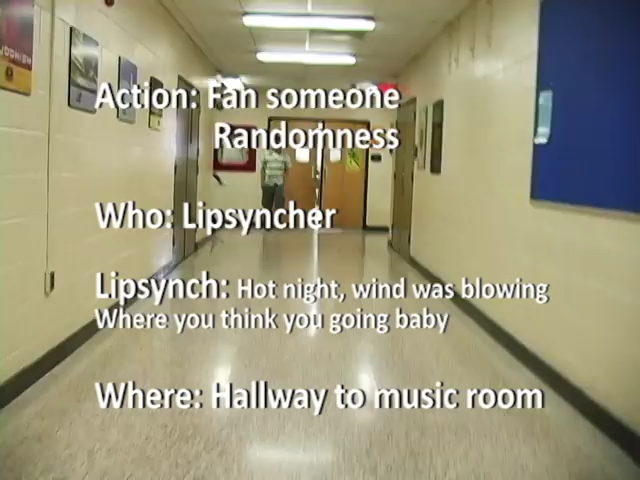 Action: Fan someone
Randomness
Who: Lipsyncher
Lipsynch: Hot night, wind was blowing
Where you think you going baby
Where: Hallway to music room